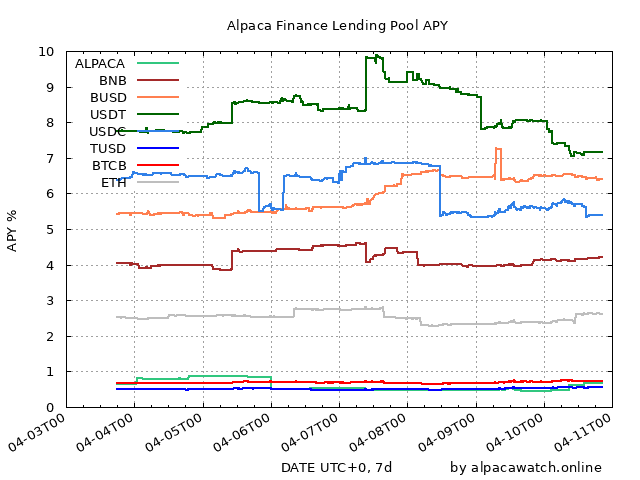 Alpaca Finance Lending Pool APY
10
9
8
7
6
5
4
3
2
1
0
APY %
ALPACA
BNB
BUSD
USDT
USDC
TUSD
BTCB
ETH
04-03T00
04-04T00
04-05T00
04-06T00
04-07T00
04-08T00
04-09T00
04-10T00
04-11T00
DATE UTC+0, 7d
by alpacawatch.online